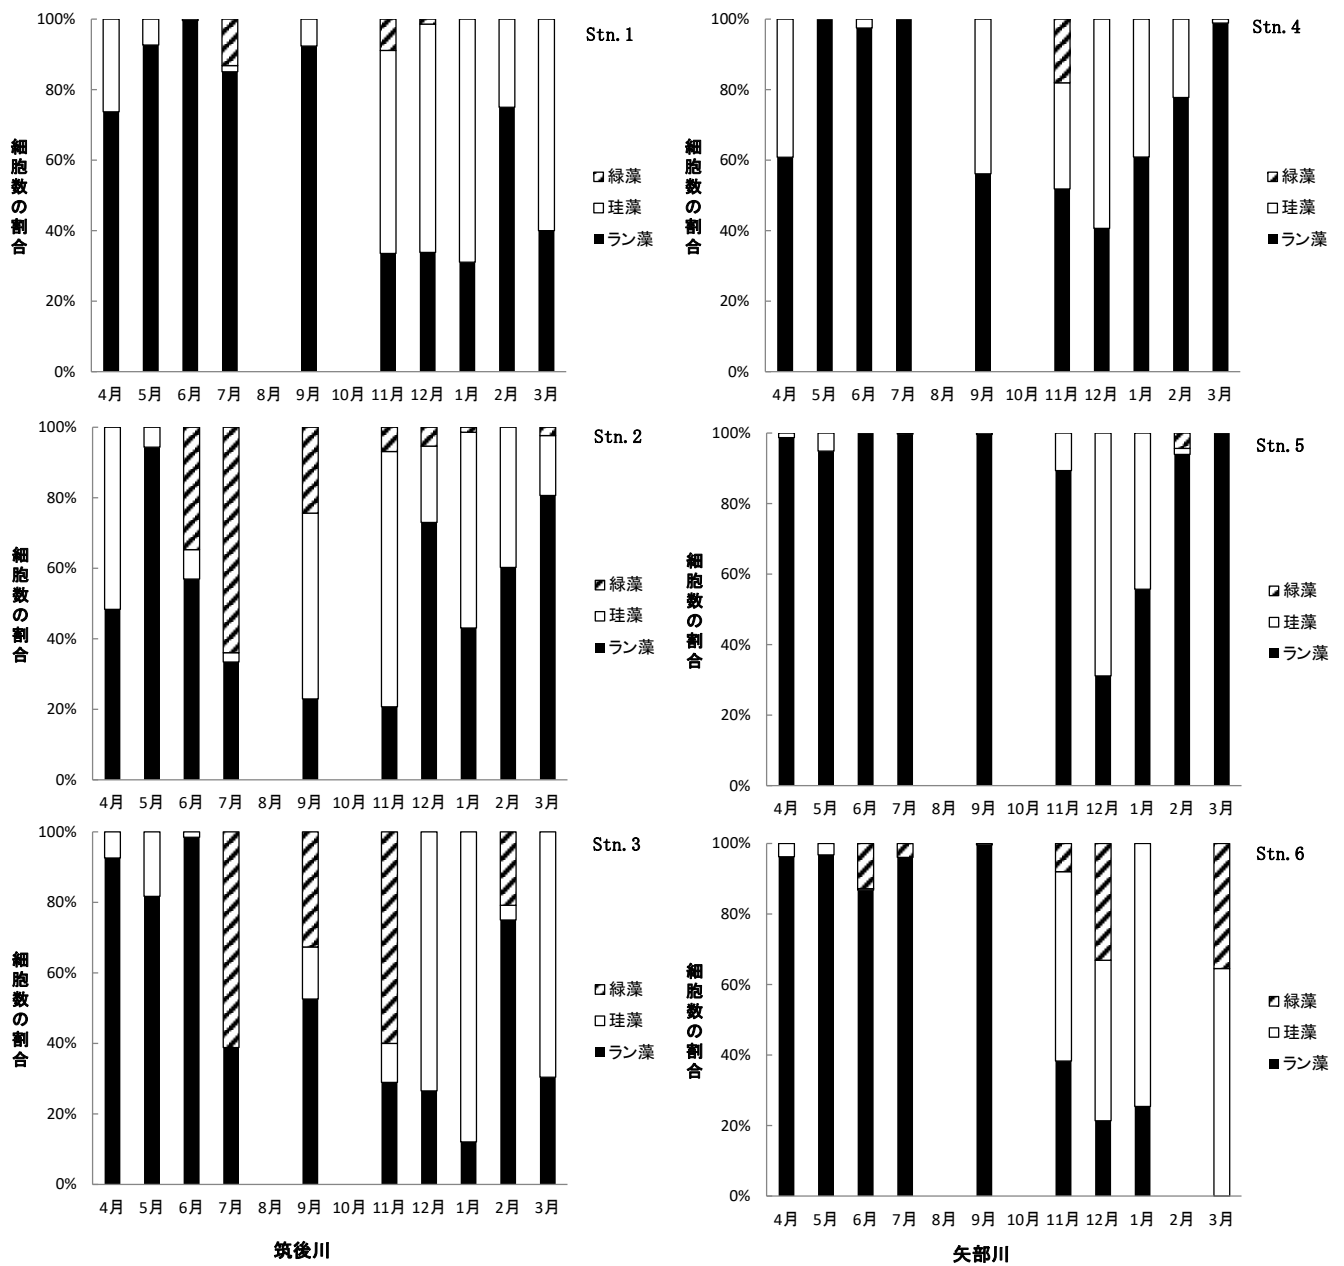 Stn. 1
細胞数の割合
100%
80%
60%
40%
20%
0%
緑藻
珪藻
ラン藻
4月 5月 6月 7月 8月 9月 10月 11月 12月 1月 2月 3月
Stn. 4
細胞数の割合
100%
80%
60%
40%
20%
0%
緑藻
珪藻
ラン藻
4月 5月 6月 7月 8月 9月 10月 11月 12月 1月 2月 3月
Stn. 2
細胞数の割合
100%
80%
60%
40%
20%
0%
緑藻
珪藻
ラン藻
4月 5月 6月 7月 8月 9月 10月 11月 12月 1月 2月 3月
Stn. 5
細胞数の割合
100%
80%
60%
40%
20%
0%
緑藻
珪藻
ラン藻
4月 5月 6月 7月 8月 9月 10月 11月 12月 1月 2月 3月
Stn. 3
細胞数の割合
100%
80%
60%
40%
20%
0%
緑藻
珪藻
ラン藻
4月 5月 6月 7月 8月 9月 10月 11月 12月 1月 2月 3月
筑後川
Stn. 6
細胞数の割合
100%
80%
60%
40%
20%
0%
緑藻
珪藻
ラン藻
4月 5月 6月 7月 8月 9月 10月 11月 12月 1月 2月 3月
矢部川